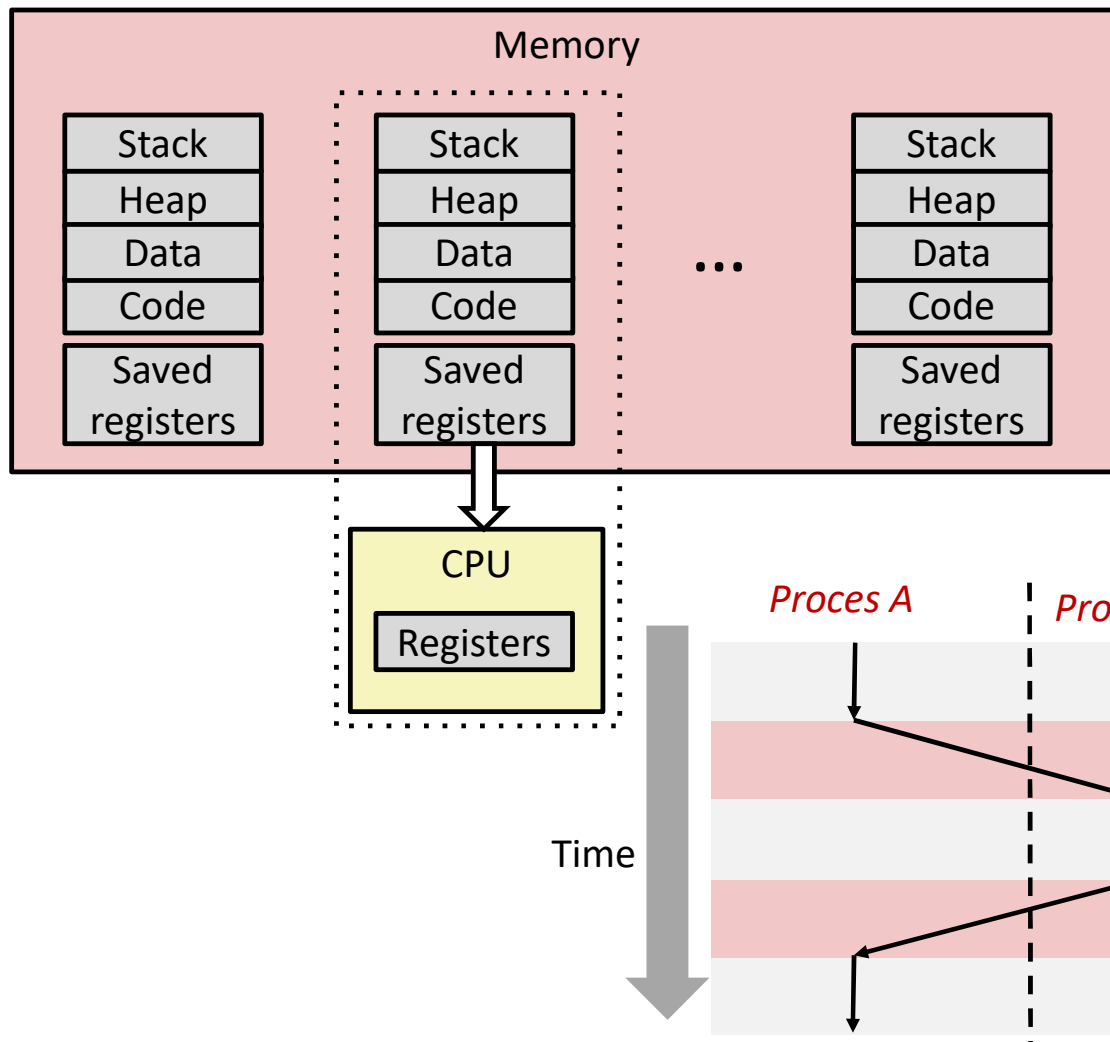 Memory
Stack
Heap
Data
Code
Saved
registers
Stack
Heap
Data
Code
Saved
registers
...
Stack
Heap
Data
Code
Saved
registers
CPU
Registers
Proces A
Pro
Time